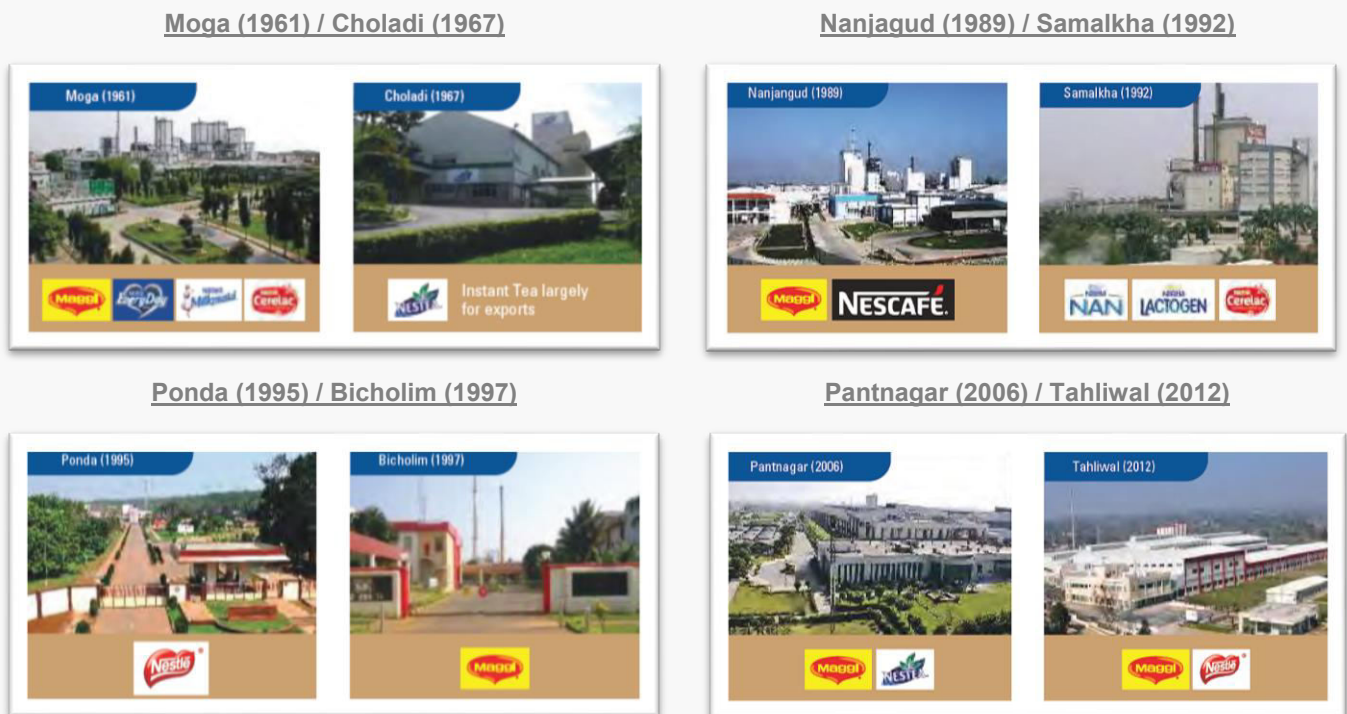 Moga (1961) / Choladi (1967)
Nanjagud (1989) / Samalkha (1992)
Moga (1961)
Choladi (1967)
Maggi
EveryDay
Milkmaid
Cerelac
NESTEA
Instant Tea largely
for exports
Nanjangud (1989)
Samalkha (1992)
Maggi
NESCAFÉ.
NAN
LACTOGEN
Cerelac
Ponda (1995) / Bicholim (1997)
Pantnagar (2006) / Tahliwal (2012)
Ponda (1995)
Bicholim (1997)
Nestlé
Maggi
Pantnagar (2006)
Tahliwal (2012)
Maggi
NESTEA
Maggi
Nestlé